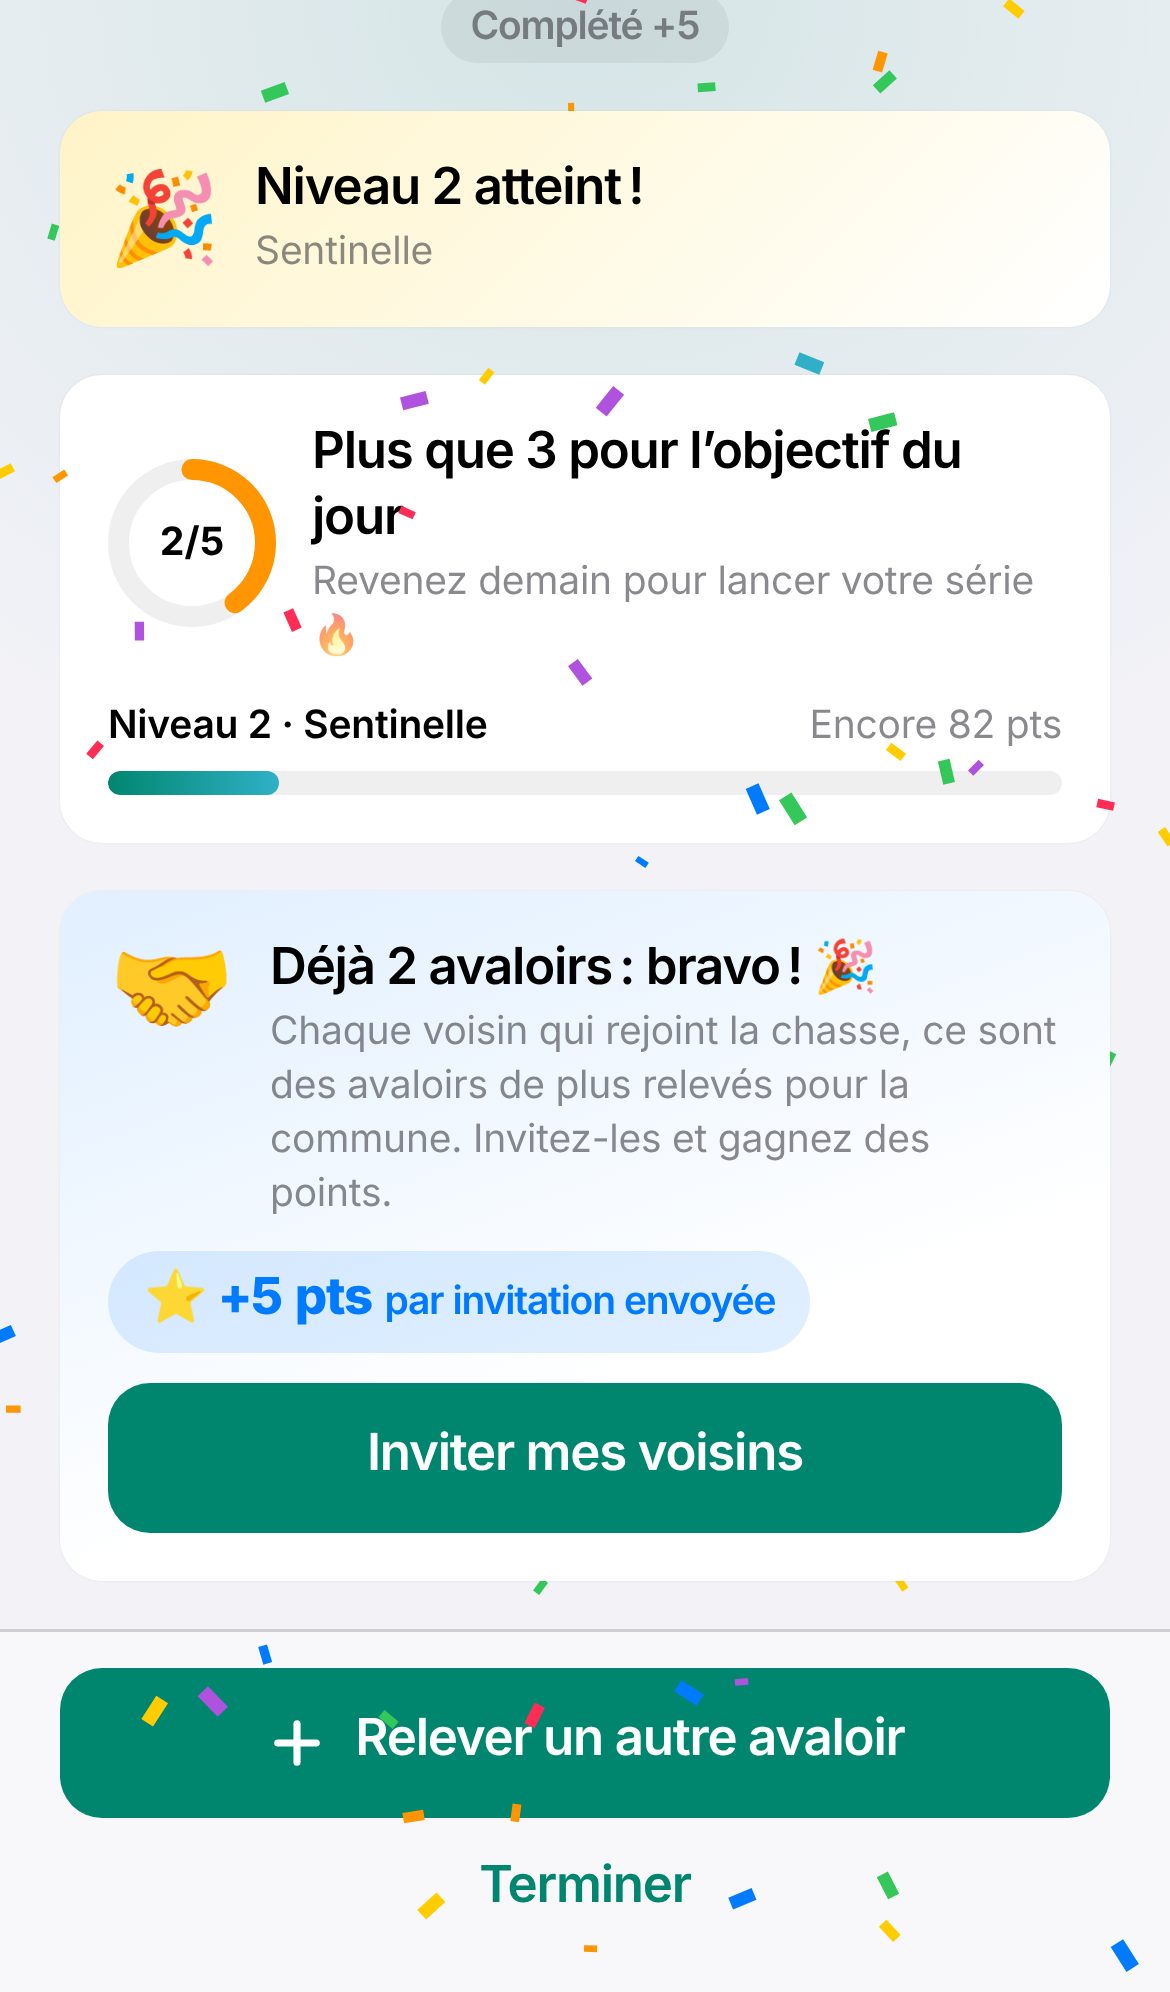 Complété +5
Niveau 2 atteint !
Sentinelle
Plus que 3 pour l’objectif du
jour
2/5
Revenez demain pour lancer votre série
🔥
Niveau 2 · Sentinelle
Encore 82 pts
Déjà 2 avaloirs : bravo ! 🎉
Chaque voisin qui rejoint la chasse, ce sont
des avaloirs de plus relevés pour la
commune. Invitez-les et gagnez des
points.
⭐ +5 pts par invitation envoyée
Inviter mes voisins
+ Relever un autre avaloir
Terminer